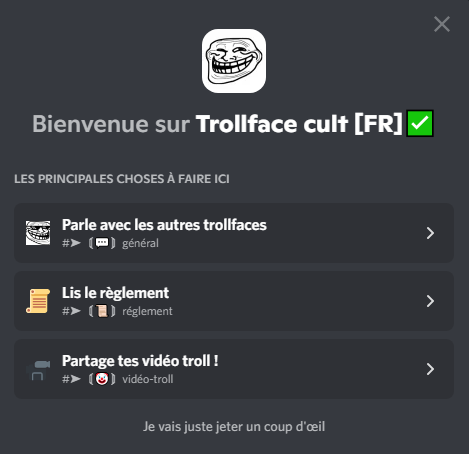 Bienvenue sur Trollface cult [FR]✅
LES PRINCIPALES CHOSES À FAIRE ICI
Parle avec les autres trollfaces
#➤ 〘💬〙 général
Lis le règlement
#➤ 〘📜〙 réglement
Partage tes vidéo troll !
#➤ 〘🤡〙 vidéo-troll
Je vais juste jeter un coup d'œil